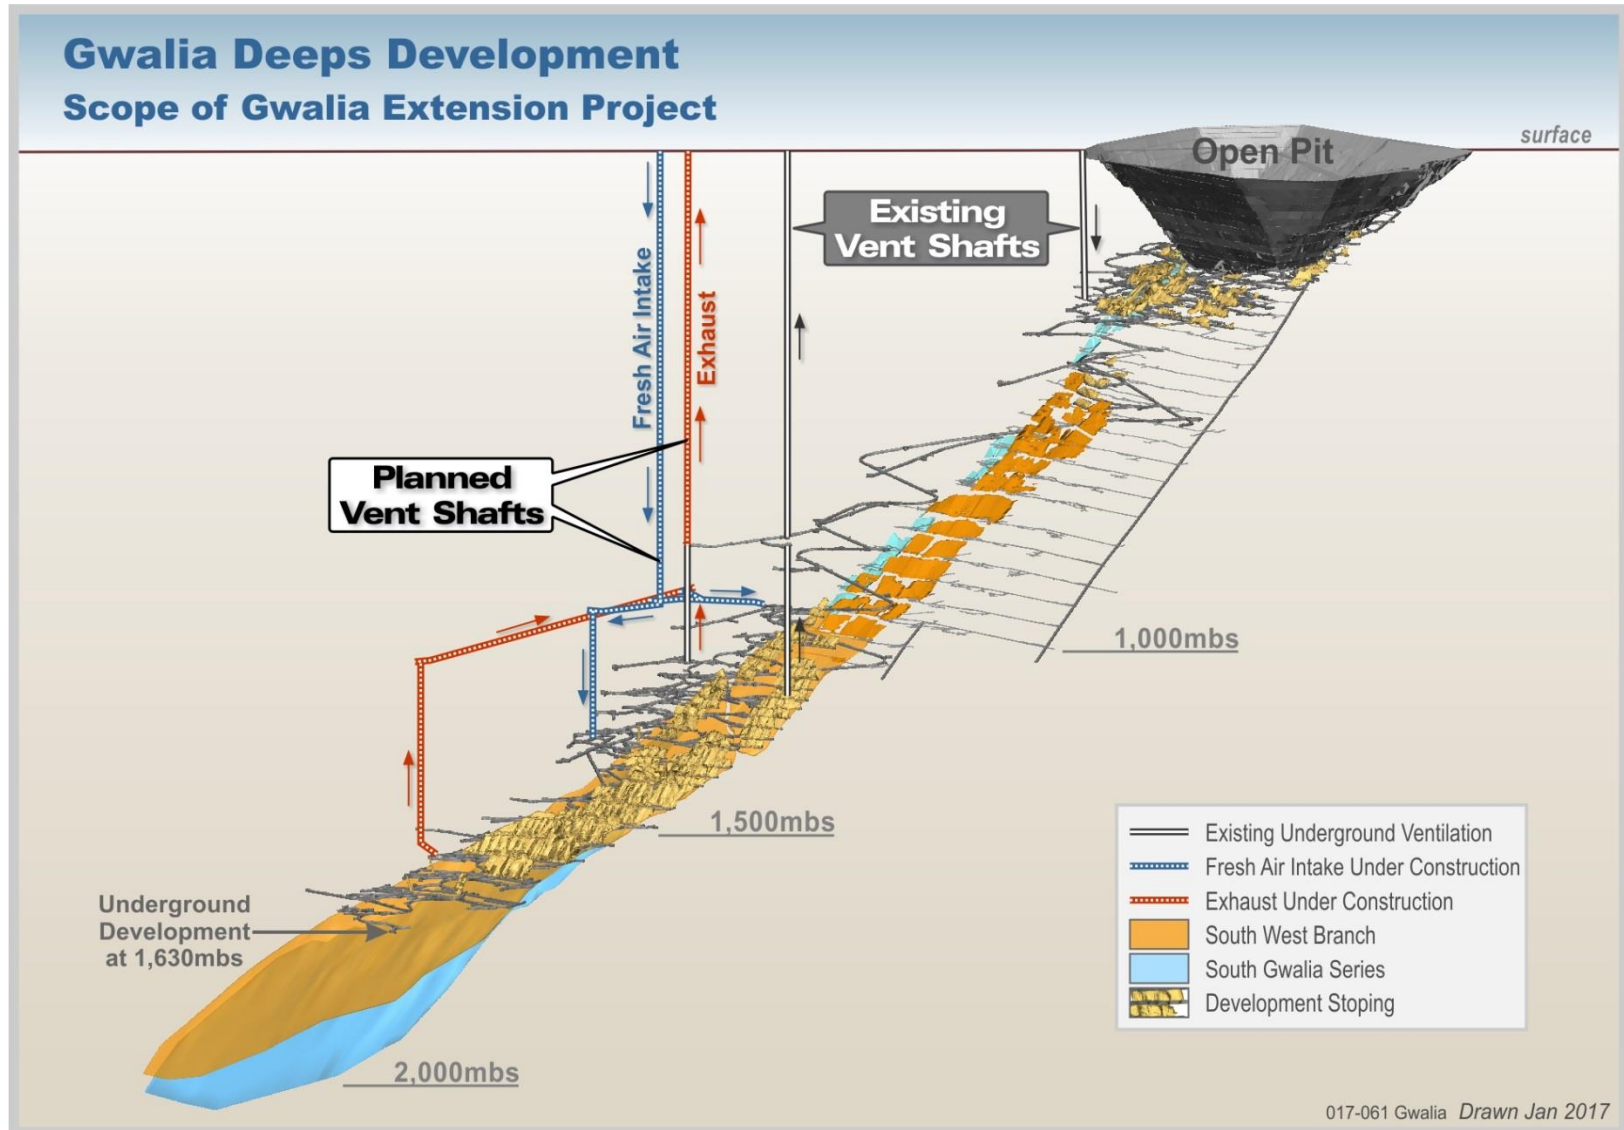 Gwalia Deeps Development
Scope of Gwalia Extension Project
surface
Open Pit
Existing
Vent Shafts
Fresh Air Intake
Exhaust
Planned
Vent Shafts
1,000mbs
1,500mbs
Underground
Development
at 1,630mbs
2,000mbs
Existing Underground Ventilation
Fresh Air Intake Under Construction
Exhaust Under Construction
South West Branch
South Gwalia Series
Development Stoping
017-061 Gwalia Drawn Jan 2017